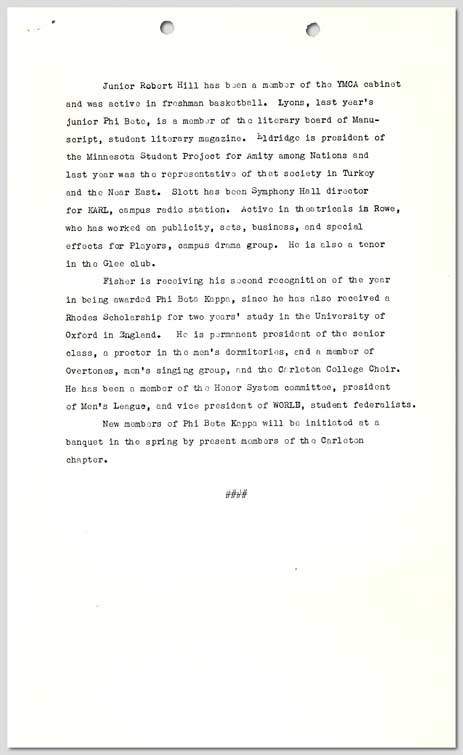 Junior Robert Hill has been a member of the YMCA cabinet
and was active in freshman basketball. Lyons, last year's
junior Phi Bete, is a member of the literary board of Manu-
script, student literary magazine. Eldridge is president of
the Minnesota Student Project for Amity among Nations and
last year was the representative of that society in Turkey
and the Near East. Slott has been Symphony Hall director
for KARL, campus radio station. Active in theatricals is Rowe,
who has worked on publicity, sets, business, and special
effects for Players, campus drama group. He is also a tenor
in the Glee club.
Fisher is receiving his second recognition of the year
in being awarded Phi Beta Kappa, since he has also received a
Rhodes Scholarship for two years' study in the University of
Oxford in England. He is permanent president of the senior
class, a proctor in the men's dormitories, and a member of
Overtones, men's singing group, and the Carleton College Choir.
He has been a member of the Honor System committee, president
of Men's League, and vice president of WORLD, student federalists.
New members of Phi Beta Kappa will be initiated at a
banquet in the spring by present members of the Carleton
chapter.
####